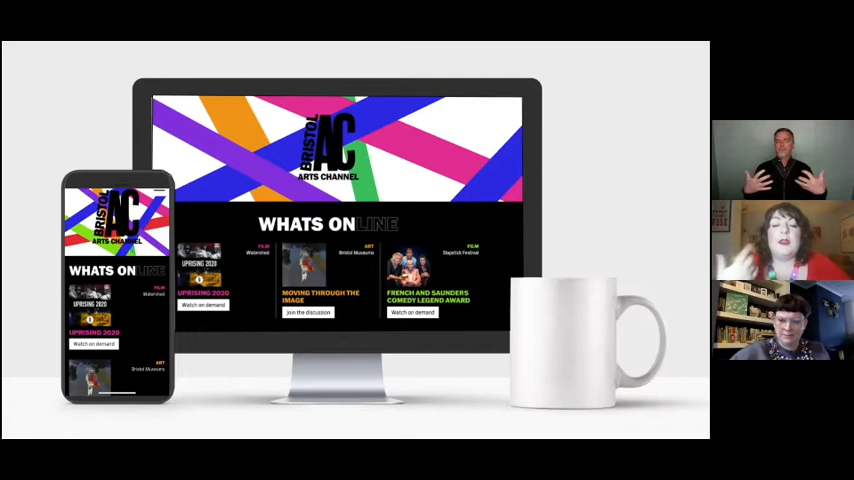 BRISTOL
AC
ARTS CHANNEL
WHATS ONLINE
FILM
Watershed
UPRISING 2020
UPRISING 2020
Watch on demand
ART
Bristol Museums
MOVING THROUGH THE
IMAGE
Join the discussion
FILM
Slapstick Festival
FRENCH AND SAUNDERS
COMEDY LEGEND AWARD
Watch on demand
BRISTOL
AC
ARTS CHANNEL
WHATS ONLINE
FILM
Watershed
UPRISING 2020
UPRISING 2020
Watch on demand
ART
Bristol Museums